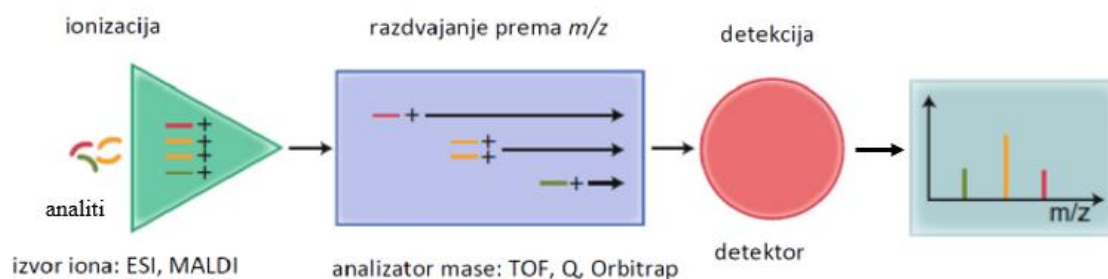 ionizacija
razdvajanje prema m/z
detekcija
+
+
+
+
+
+
+
+
analiti
m/z
izvor iona: ESI, MALDI
analizator mase: TOF, Q, Orbitrap
detektor